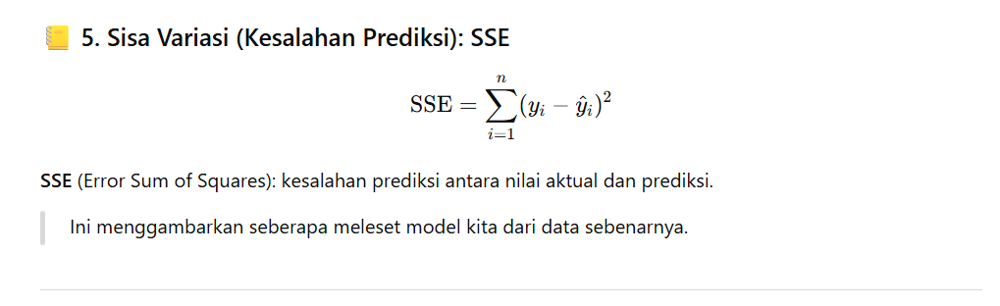 📒 5. Sisa Variasi (Kesalahan Prediksi): SSE
SSE = \sum_{i=1}^{n} (y_i - \hat{y}_i)^2
SSE (Error Sum of Squares): kesalahan prediksi antara nilai aktual dan prediksi.
Ini menggambarkan seberapa meleset model kita dari data sebenarnya.